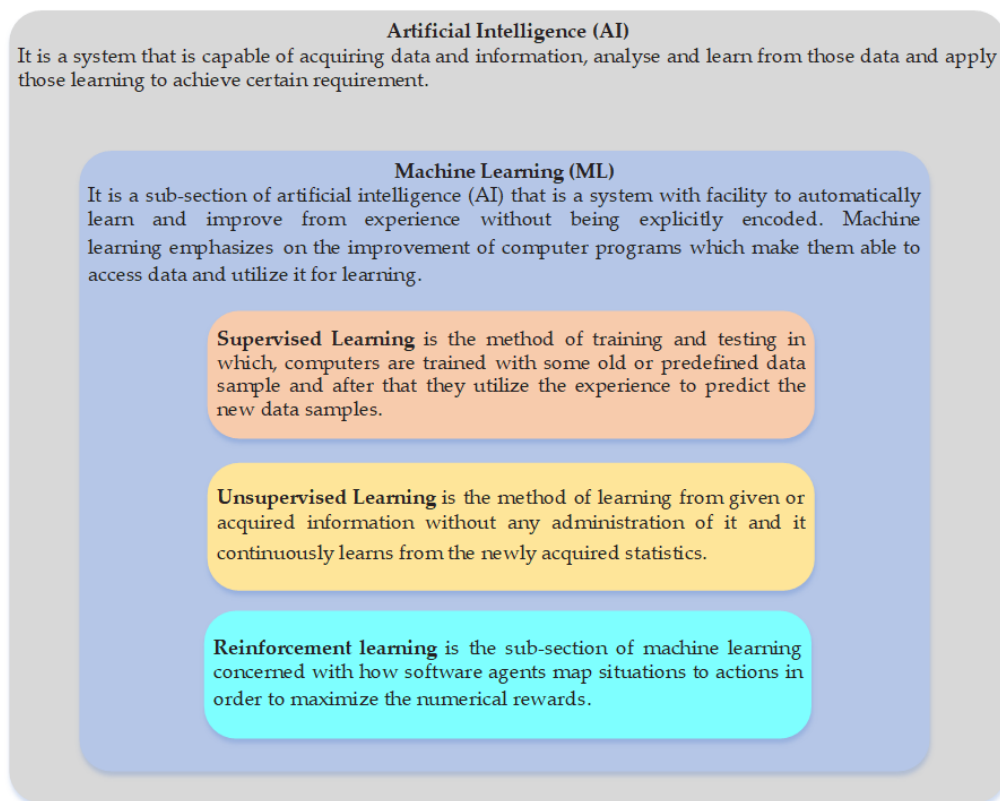 Artificial Intelligence (AI)
It is a system that is capable of acquiring data and information, analyse and learn from those data and apply
those learning to achieve certain requirement.
Machine Learning (ML)
It is a sub-section of artificial intelligence (AI) that is a system with facility to automatically
learn and improve from experience without being explicitly encoded. Machine
learning emphasizes on the improvement of computer programs which make them able to
access data and utilize it for learning.
Supervised Learning is the method of training and testing in
which, computers are trained with some old or predefined data
sample and after that they utilize the experience to predict the
new data samples.
Unsupervised Learning is the method of learning from given or
acquired information without any administration of it and it
continuously learns from the newly acquired statistics.
Reinforcement learning is the sub-section of machine learning
concerned with how software agents map situations to actions in
order to maximize the numerical rewards.